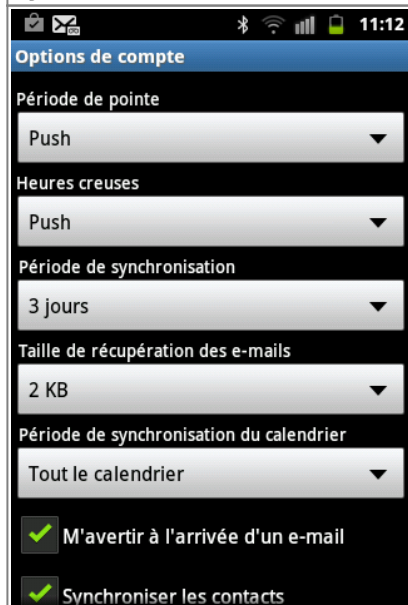 11:12
Options de compte
Période de pointe
Push
Heures creuses
Push
Période de synchronisation
3 jours
Taille de récupération des e-mails
2 KB
Période de synchronisation du calendrier
Tout le calendrier
M'avertir à l'arrivée d'un e-mail
Synchroniser les contacts